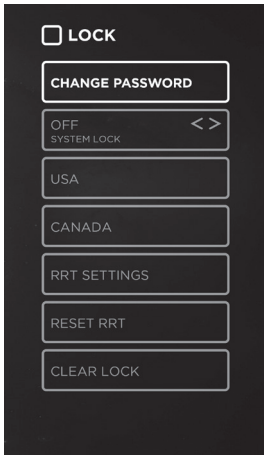 LOCK
CHANGE PASSWORD
OFF < >
SYSTEM LOCK
USA
CANADA
RRT SETTINGS
RESET RRT
CLEAR LOCK